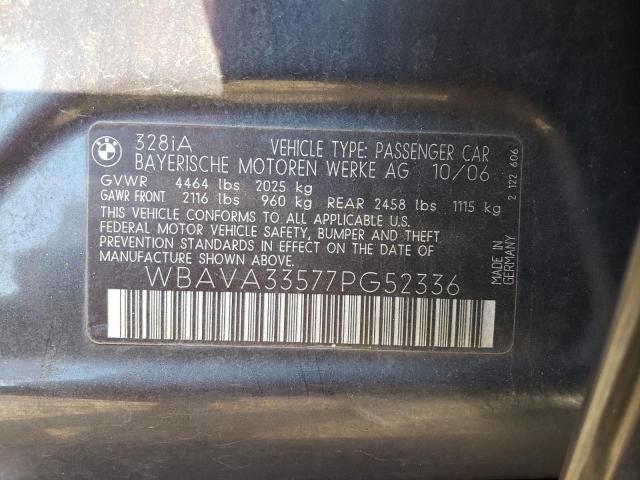 BMW
328iA VEHICLE TYPE: PASSENGER CAR
BAYERISCHE MOTOREN WERKE AG 10/06
GVWR 4464 lbs 2025 kg
GAWR FRONT 2116 lbs 960 kg REAR 2458 lbs 1115 kg
THIS VEHICLE CONFORMS TO ALL APPLICABLE U.S.
FEDERAL MOTOR VEHICLE SAFETY, BUMPER AND THEFT
PREVENTION STANDARDS IN EFFECT ON THE DATE OF
MANUFACTURE SHOWN ABOVE.
WBAVA33577PG52336
MADE IN
GERMANY
2 122 606